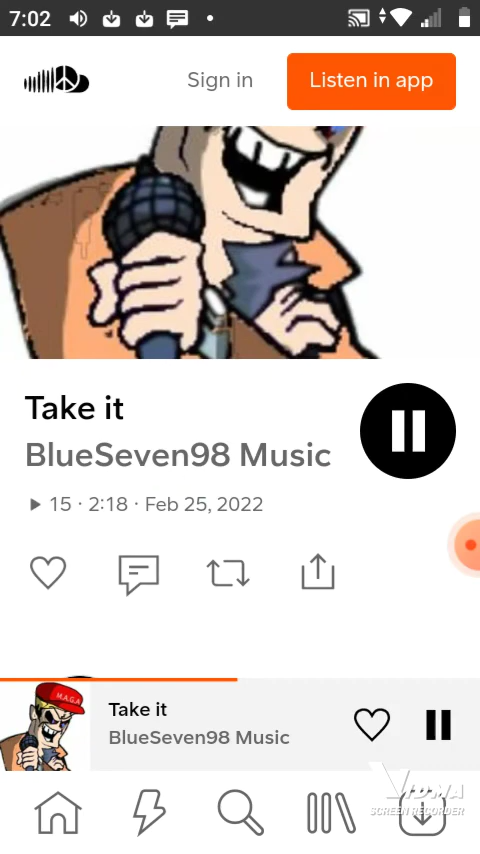 7:02
Sign in
Listen in app
Take it
BlueSeven98 Music
15 · 2:18 · Feb 25, 2022
M.A.G.A
Take it
BlueSeven98 Music
VIDMA
SCREEN RECORDER